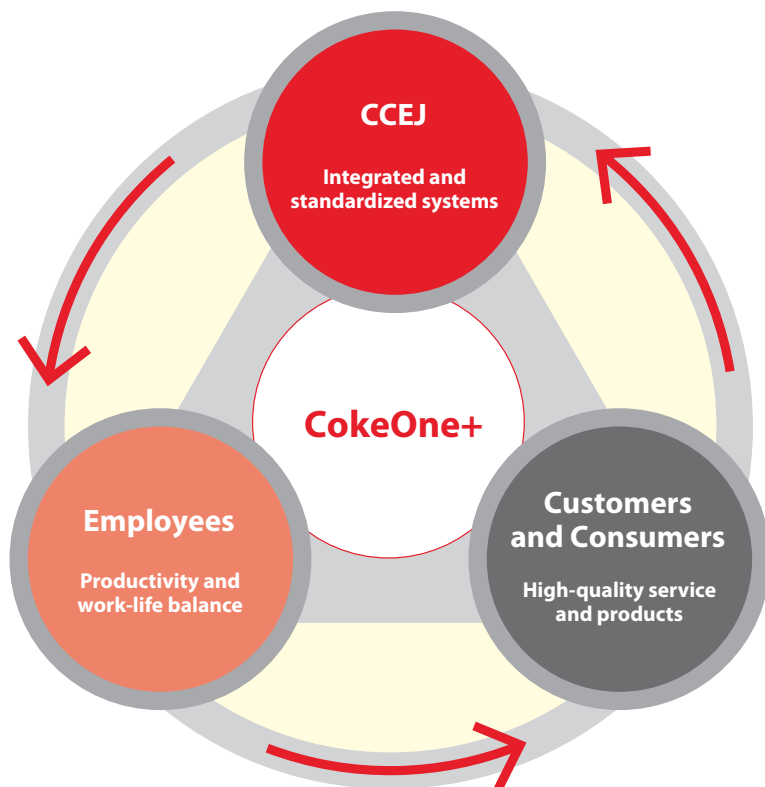 CCEJ
Integrated and
standardized systems
CokeOne+
Employees
Productivity and
work-life balance
Customers
and Consumers
High-quality service
and products